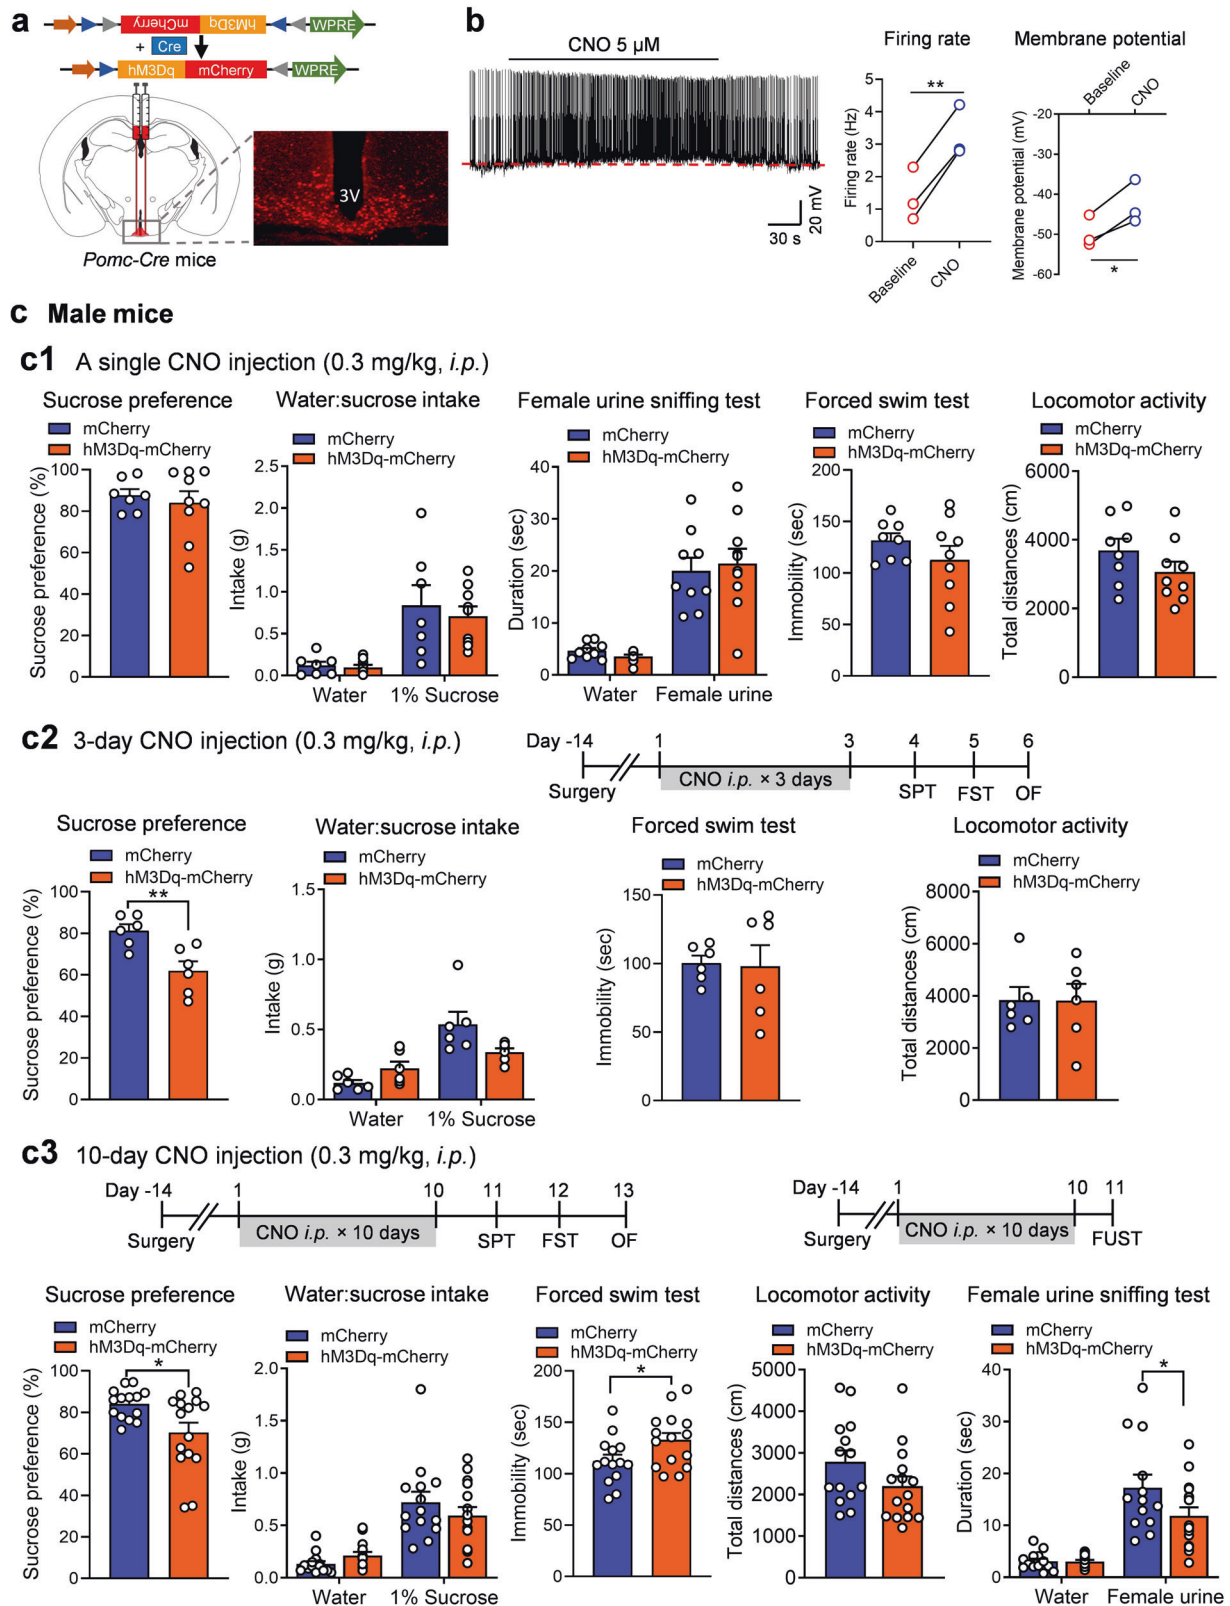 a
mCherry hM3Dq WPRE
+ Cre
hM3Dq mCherry WPRE
3V
Pomc-Cre mice
b
CNO 5 µM
20 mV
30 s
Firing rate
Firing rate (Hz)
5
4
3
2
1
0
**
Baseline
CNO
Membrane potential
Baseline
CNO
Membrane potential (mV)
-20
-30
-40
-50
-60
*
c Male mice
c1 A single CNO injection (0.3 mg/kg, i.p.)
Sucrose preference
mCherry
hM3Dq-mCherry
Sucrose preference (%)
100
80
60
40
20
0
Water:sucrose intake
mCherry
hM3Dq-mCherry
Intake (g)
2.5
2.0
1.5
1.0
0.5
0.0
Water 1% Sucrose
Female urine sniffing test
mCherry
hM3Dq-mCherry
Duration (sec)
40
30
20
10
0
Water Female urine
Forced swim test
mCherry
hM3Dq-mCherry
Immobility (sec)
200
150
100
50
0
Locomotor activity
mCherry
hM3Dq-mCherry
Total distances (cm)
6000
4000
2000
0
c2 3-day CNO injection (0.3 mg/kg, i.p.)
Day -14 1 3 4 5 6
CNO i.p. × 3 days
Surgery SPT FST OF
Sucrose preference
mCherry
hM3Dq-mCherry
Sucrose preference (%)
100
80
60
40
20
0
**
Water:sucrose intake
mCherry
hM3Dq-mCherry
Intake (g)
1.5
1.0
0.5
0.0
Water 1% Sucrose
Forced swim test
mCherry
hM3Dq-mCherry
Immobility (sec)
150
100
50
0
Locomotor activity
mCherry
hM3Dq-mCherry
Total distances (cm)
8000
6000
4000
2000
0
c3 10-day CNO injection (0.3 mg/kg, i.p.)
Day -14 1 10 11 12 13
CNO i.p. × 10 days
Surgery SPT FST OF
Day -14 1 10 11
CNO i.p. × 10 days
Surgery FUST
Sucrose preference
mCherry
hM3Dq-mCherry
Sucrose preference (%)
100
80
60
40
20
0
*
Water:sucrose intake
mCherry
hM3Dq-mCherry
Intake (g)
2.0
1.5
1.0
0.5
0.0
Water 1% Sucrose
Forced swim test
mCherry
hM3Dq-mCherry
Immobility (sec)
200
150
100
50
0
*
Locomotor activity
mCherry
hM3Dq-mCherry
Total distances (cm)
5000
4000
3000
2000
1000
0
Female urine sniffing test
mCherry
hM3Dq-mCherry
Duration (sec)
40
30
20
10
0
*
Water Female urine